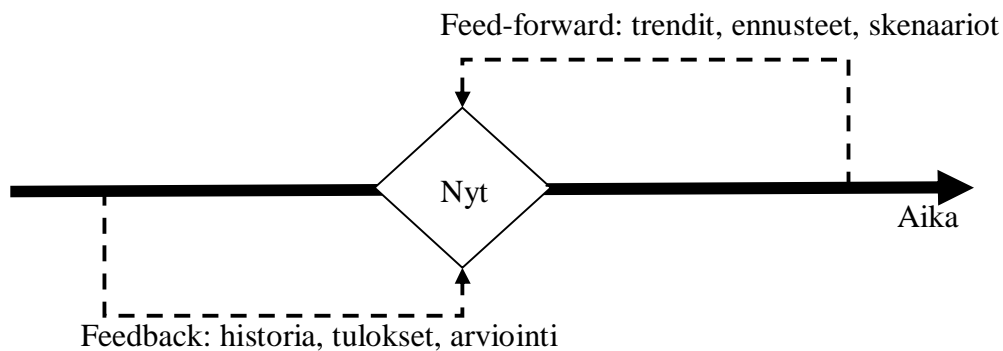 Feed-forward: trendit, ennusteet, skenaariot
Nyt
Aika
Feedback: historia, tulokset, arviointi